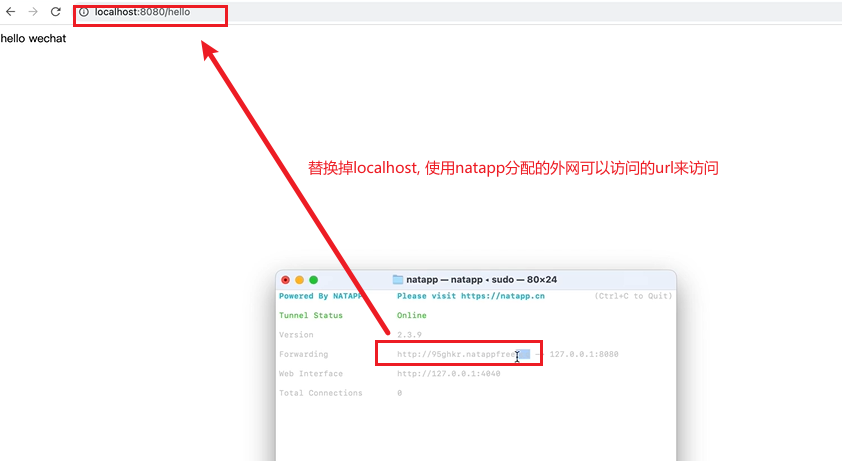 localhost:8080/hello
hello wechat
替换掉localhost, 使用natapp分配的外网可以访问的url来访问
natapp — natapp • sudo — 80×24
Powered By NATAPP Please visit https://natapp.cn (Ctrl+C to Quit)
Tunnel Status Online
Version 2.3.9
Forwarding http://95ghkr.natappfree 127.0.0.1:8080
Web Interface http://127.0.0.1:4040
Total Connections 0